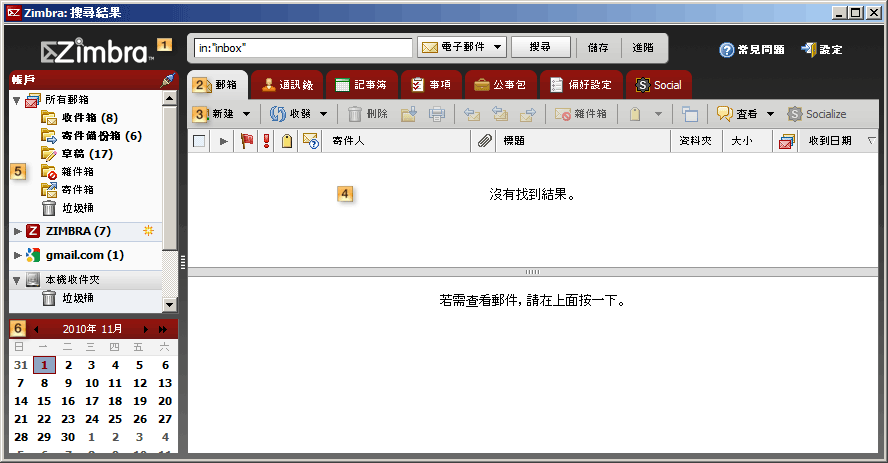 Zimbra: 搜尋結果
Zimbra™ 1
in:"inbox" 電子郵件 搜尋 儲存 進階 常見問題 設定
帳戶
2 郵箱 通訊錄 記事簿 事項 公事包 偏好設定 Social
3 新建 收發 刪除 雜件箱 查看 Socialize
寄件人 標題 資料夾 大小 收到日期
所有郵箱
收件箱 (8)
寄件備份箱 (6)
草稿 (17)
5 雜件箱
寄件箱
垃圾桶
ZIMBRA (7)
gmail.com (1)
本機收件夾
垃圾桶
4 沒有找到結果。
若需查看郵件, 請在上面按一下。
6 2010年 11月
日 一 二 三 四 五 六
31 1 2 3 4 5 6
7 8 9 10 11 12 13
14 15 16 17 18 19 20
21 22 23 24 25 26 27
28 29 30 1 2 3 4
5 6 7 8 9 10 11